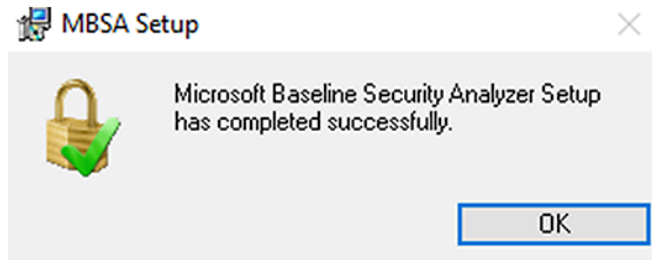 MBSA Setup
Microsoft Baseline Security Analyzer Setup
has completed successfully.
OK